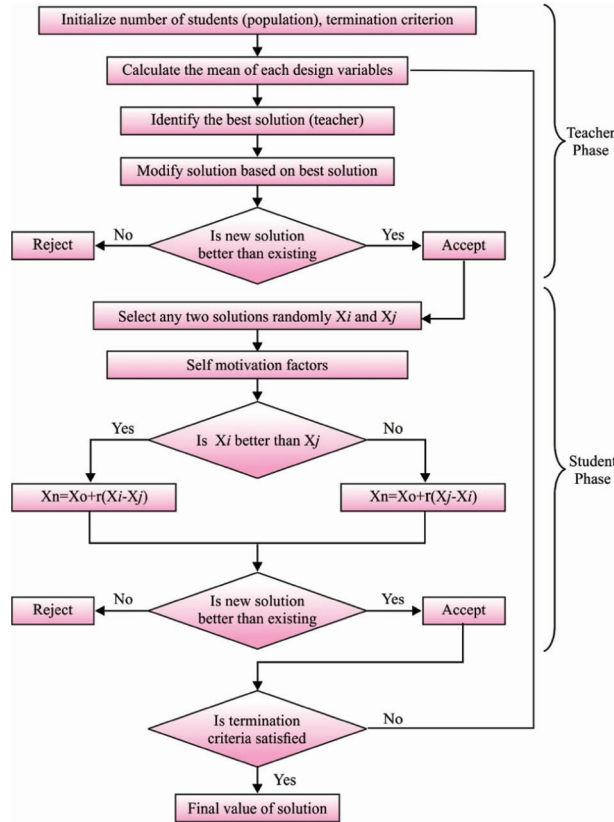 Initialize number of students (population), termination criterion
Calculate the mean of each design variables
Identify the best solution (teacher)
Modify solution based on best solution
Teacher
Phase
Is new solution
better than existing
No
Reject
Yes
Accept
Select any two solutions randomly Xi and Xj
Self motivation factors
Is Xi better than Xj
Yes
No
Xn=Xo+r(Xi-Xj)
Xn=Xo+r(Xj-Xi)
Student
Phase
Is new solution
better than existing
No
Reject
Yes
Accept
Is termination
criteria satisfied
No
Yes
Final value of solution